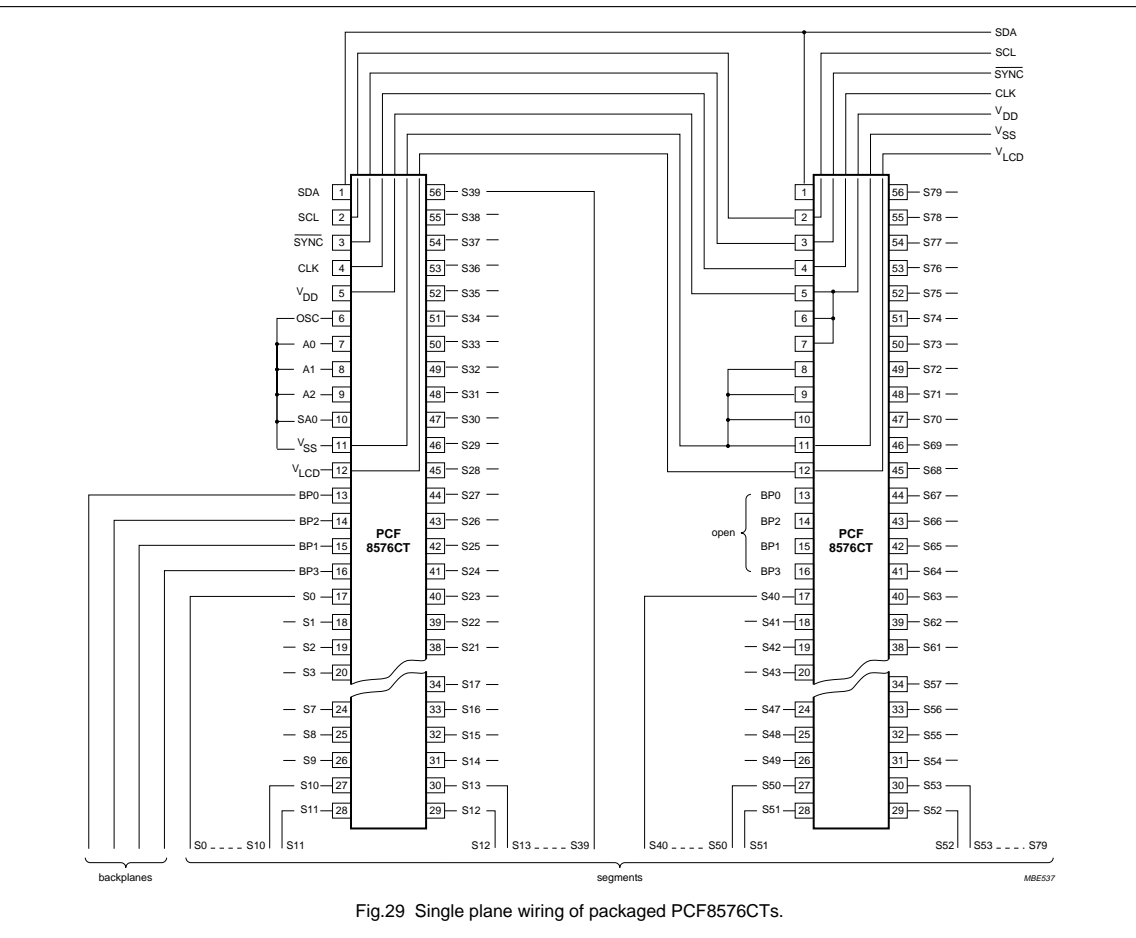 SDA
SCL
SYNC
CLK
VDD
VSS
VLCD
SDA 1 56 S39 1 56 S79
SCL 2 55 S38 2 55 S78
SYNC 3 54 S37 3 54 S77
CLK 4 53 S36 4 53 S76
VDD 5 52 S35 5 52 S75
OSC 6 51 S34 6 51 S74
A0 7 50 S33 7 50 S73
A1 8 49 S32 8 49 S72
A2 9 48 S31 9 48 S71
SA0 10 47 S30 10 47 S70
VSS 11 46 S29 11 46 S69
VLCD 12 45 S28 12 45 S68
BP0 13 44 S27 BP0 13 44 S67
BP2 14 PCF 43 S26 open BP2 14 PCF 43 S66
BP1 15 8576CT 42 S25 BP1 15 8576CT 42 S65
BP3 16 41 S24 BP3 16 41 S64
S0 17 40 S23 S40 17 40 S63
S1 18 39 S22 S41 18 39 S62
S2 19 38 S21 S42 19 38 S61
S3 20 S43 20
34 S17 34 S57
S7 24 33 S16 S47 24 33 S56
S8 25 32 S15 S48 25 32 S55
S9 26 31 S14 S49 26 31 S54
S10 27 30 S13 S50 27 30 S53
S11 28 29 S12 S51 28 29 S52
S0 S10 S11 S12 S13 S39 S40 S50 S51 S52 S53 S79
backplanes segments MBE537
Fig.29 Single plane wiring of packaged PCF8576CTs.